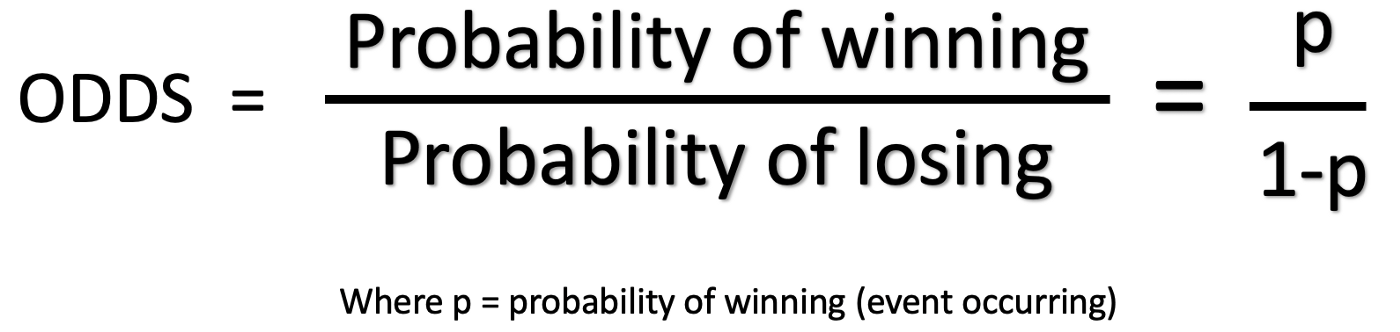 ODDS = Probability of winning / Probability of losing = p / 1-p
Where p = probability of winning (event occurring)